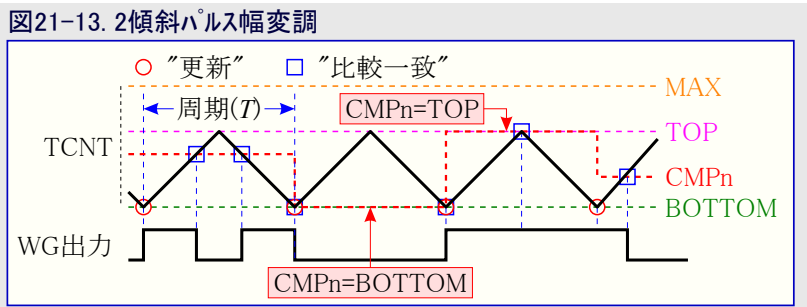 図21-13. 2傾斜パルス幅変調
○ ″更新″ □ ″比較一致″
MAX
周期(T)
CMPn=TOP
TOP
TCNT
CMPn
BOTTOM
WG出力
CMPn=BOTTOM